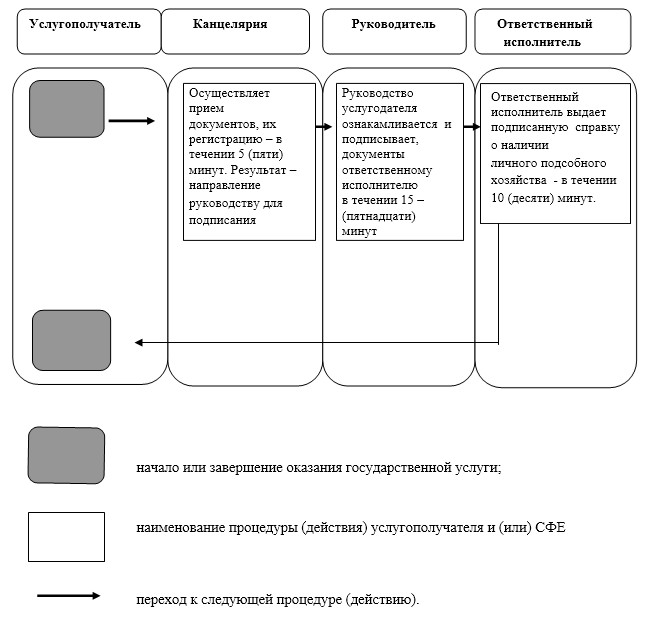 Услугополучатель
Канцелярия
Руководитель
Ответственный
исполнитель
Осуществляет
прием
документов, их
регистрацию – в
течении 5 (пяти)
минут. Результат –
направление
руководству для
подписания
Руководство
услугодателя
ознакамливается и
подписывает,
документы
ответственному
исполнителю
в течении 15 –
(пятнадцати)
минут
Ответственный
исполнитель выдает
подписанную справку
о наличии
личного подсобного
хозяйства - в течении
10 (десяти) минут.
начало или завершение оказания государственной услуги;
наименование процедуры (действия) услугополучателя и (или) СФЕ
переход к следующей процедуре (действию).